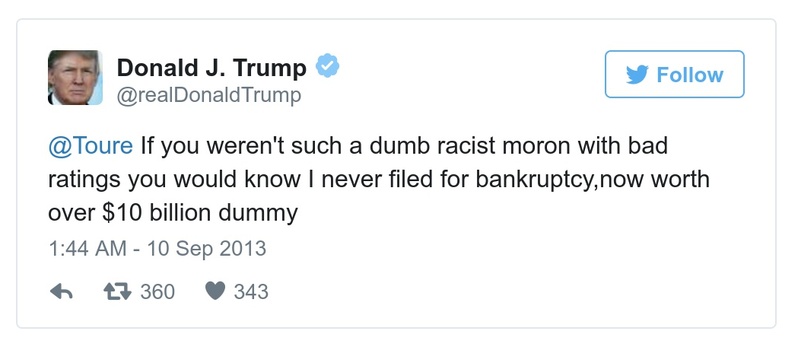 Donald J. Trump
@realDonaldTrump
Follow
@Toure If you weren't such a dumb racist moron with bad
ratings you would know I never filed for bankruptcy,now worth
over $10 billion dummy
1:44 AM - 10 Sep 2013
360 343